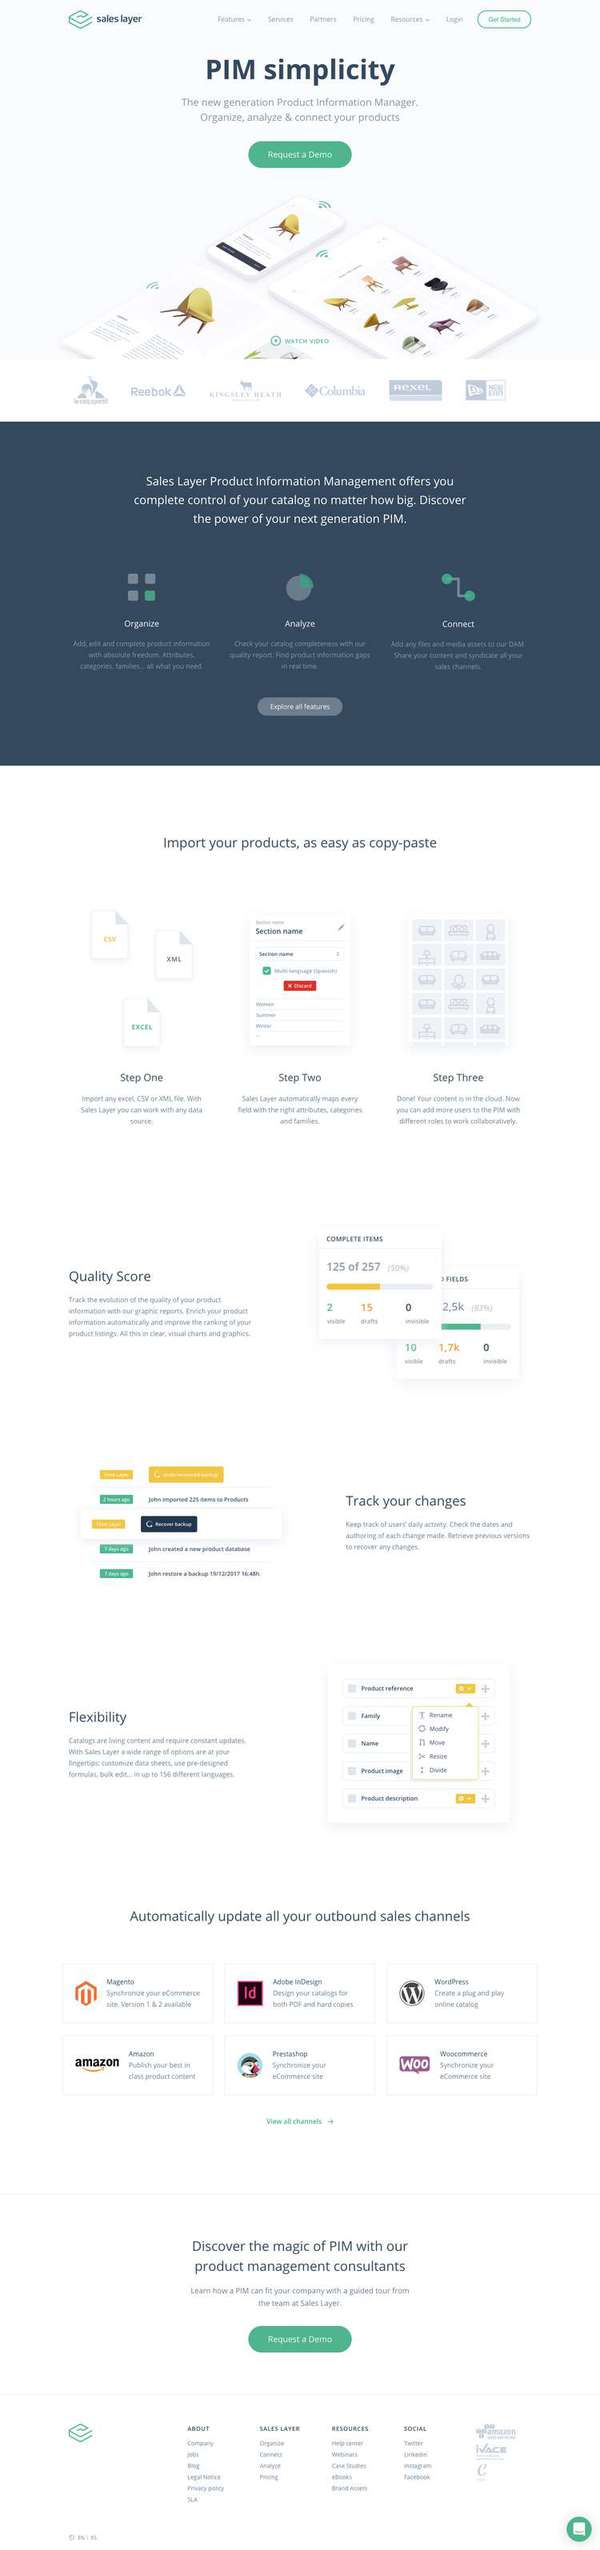 sales layer
Features
Services
Partners
Pricing
Resources
Login
Get Started
PIM simplicity
The new generation Product Information Manager.
Organize, analyze & connect your products
Request a Demo
WATCH VIDEO
le coq sportif
Reebok
KINGSLEY HEATH
Columbia
REXEL
NEW ERA
Sales Layer Product Information Management offers you
complete control of your catalog no matter how big. Discover
the power of your next generation PIM.
Organize
Add, edit and complete product information
with absolute freedom. Attributes,
categories, families... all what you need.
Analyze
Check your catalog completeness with our
quality report. Find product information gaps
in real time.
Connect
Add any files and media assets to our DAM.
Share your content and syndicate all your
sales channels.
Explore all features
Import your products, as easy as copy-paste
CSV
XML
EXCEL
Section name
Section name
Section name
Multi-language (Spanish)
Discard
Women
Summer
Winter
...
Step One
Import any excel, CSV or XML file. With
Sales Layer you can work with any data
source.
Step Two
Sales Layer automatically maps every
field with the right attributes, categories
and families.
Step Three
Done! Your content is in the cloud. Now
you can add more users to the PIM with
different roles to work collaboratively.
Quality Score
Track the evolution of the quality of your product
information with our graphic reports. Enrich your product
information automatically and improve the ranking of your
product listings. All this in clear, visual charts and graphics.
COMPLETE ITEMS
125 of 257 (50%)
2 15 0
visible drafts invisible
D FIELDS
2,5k (83%)
10 1,7k 0
visible drafts invisible
2 hours ago
John imported 225 items to Products
Recover backup
7 days ago
John created a new product database
7 days ago
John restore a backup 19/12/2017 16:48h.
Track your changes
Keep track of users' daily activity. Check the dates and
authoring of each change made. Retrieve previous versions
to recover any changes.
Flexibility
Catalogs are living content and require constant updates.
With Sales Layer a wide range of options are at your
fingertips: customize data sheets, use pre-designed
formulas, bulk edit... in up to 156 different languages.
Product reference
Family
Name
Product image
Product description
Rename
Modify
Move
Resize
Divide
Automatically update all your outbound sales channels
Magento
Synchronize your eCommerce
site. Version 1 & 2 available
Id
Adobe InDesign
Design your catalogs for
both PDF and hard copies
WordPress
Create a plug and play
online catalog
amazon
Amazon
Publish your best in
class product content
Prestashop
Synchronize your
eCommerce site
WOO
Woocommerce
Synchronize your
eCommerce site
View all channels
Discover the magic of PIM with our
product management consultants
Learn how a PIM can fit your company with a guided tour from
the team at Sales Layer.
Request a Demo
ABOUT
Company
Jobs
Blog
Legal Notice
Privacy policy
SLA
SALES LAYER
Organize
Connect
Analyze
Pricing
RESOURCES
Help center
Webinars
Case Studies
eBooks
Brand Assets
SOCIAL
Twitter
Linkedin
Instagram
Facebook
amazon
IVACE
EN | ES